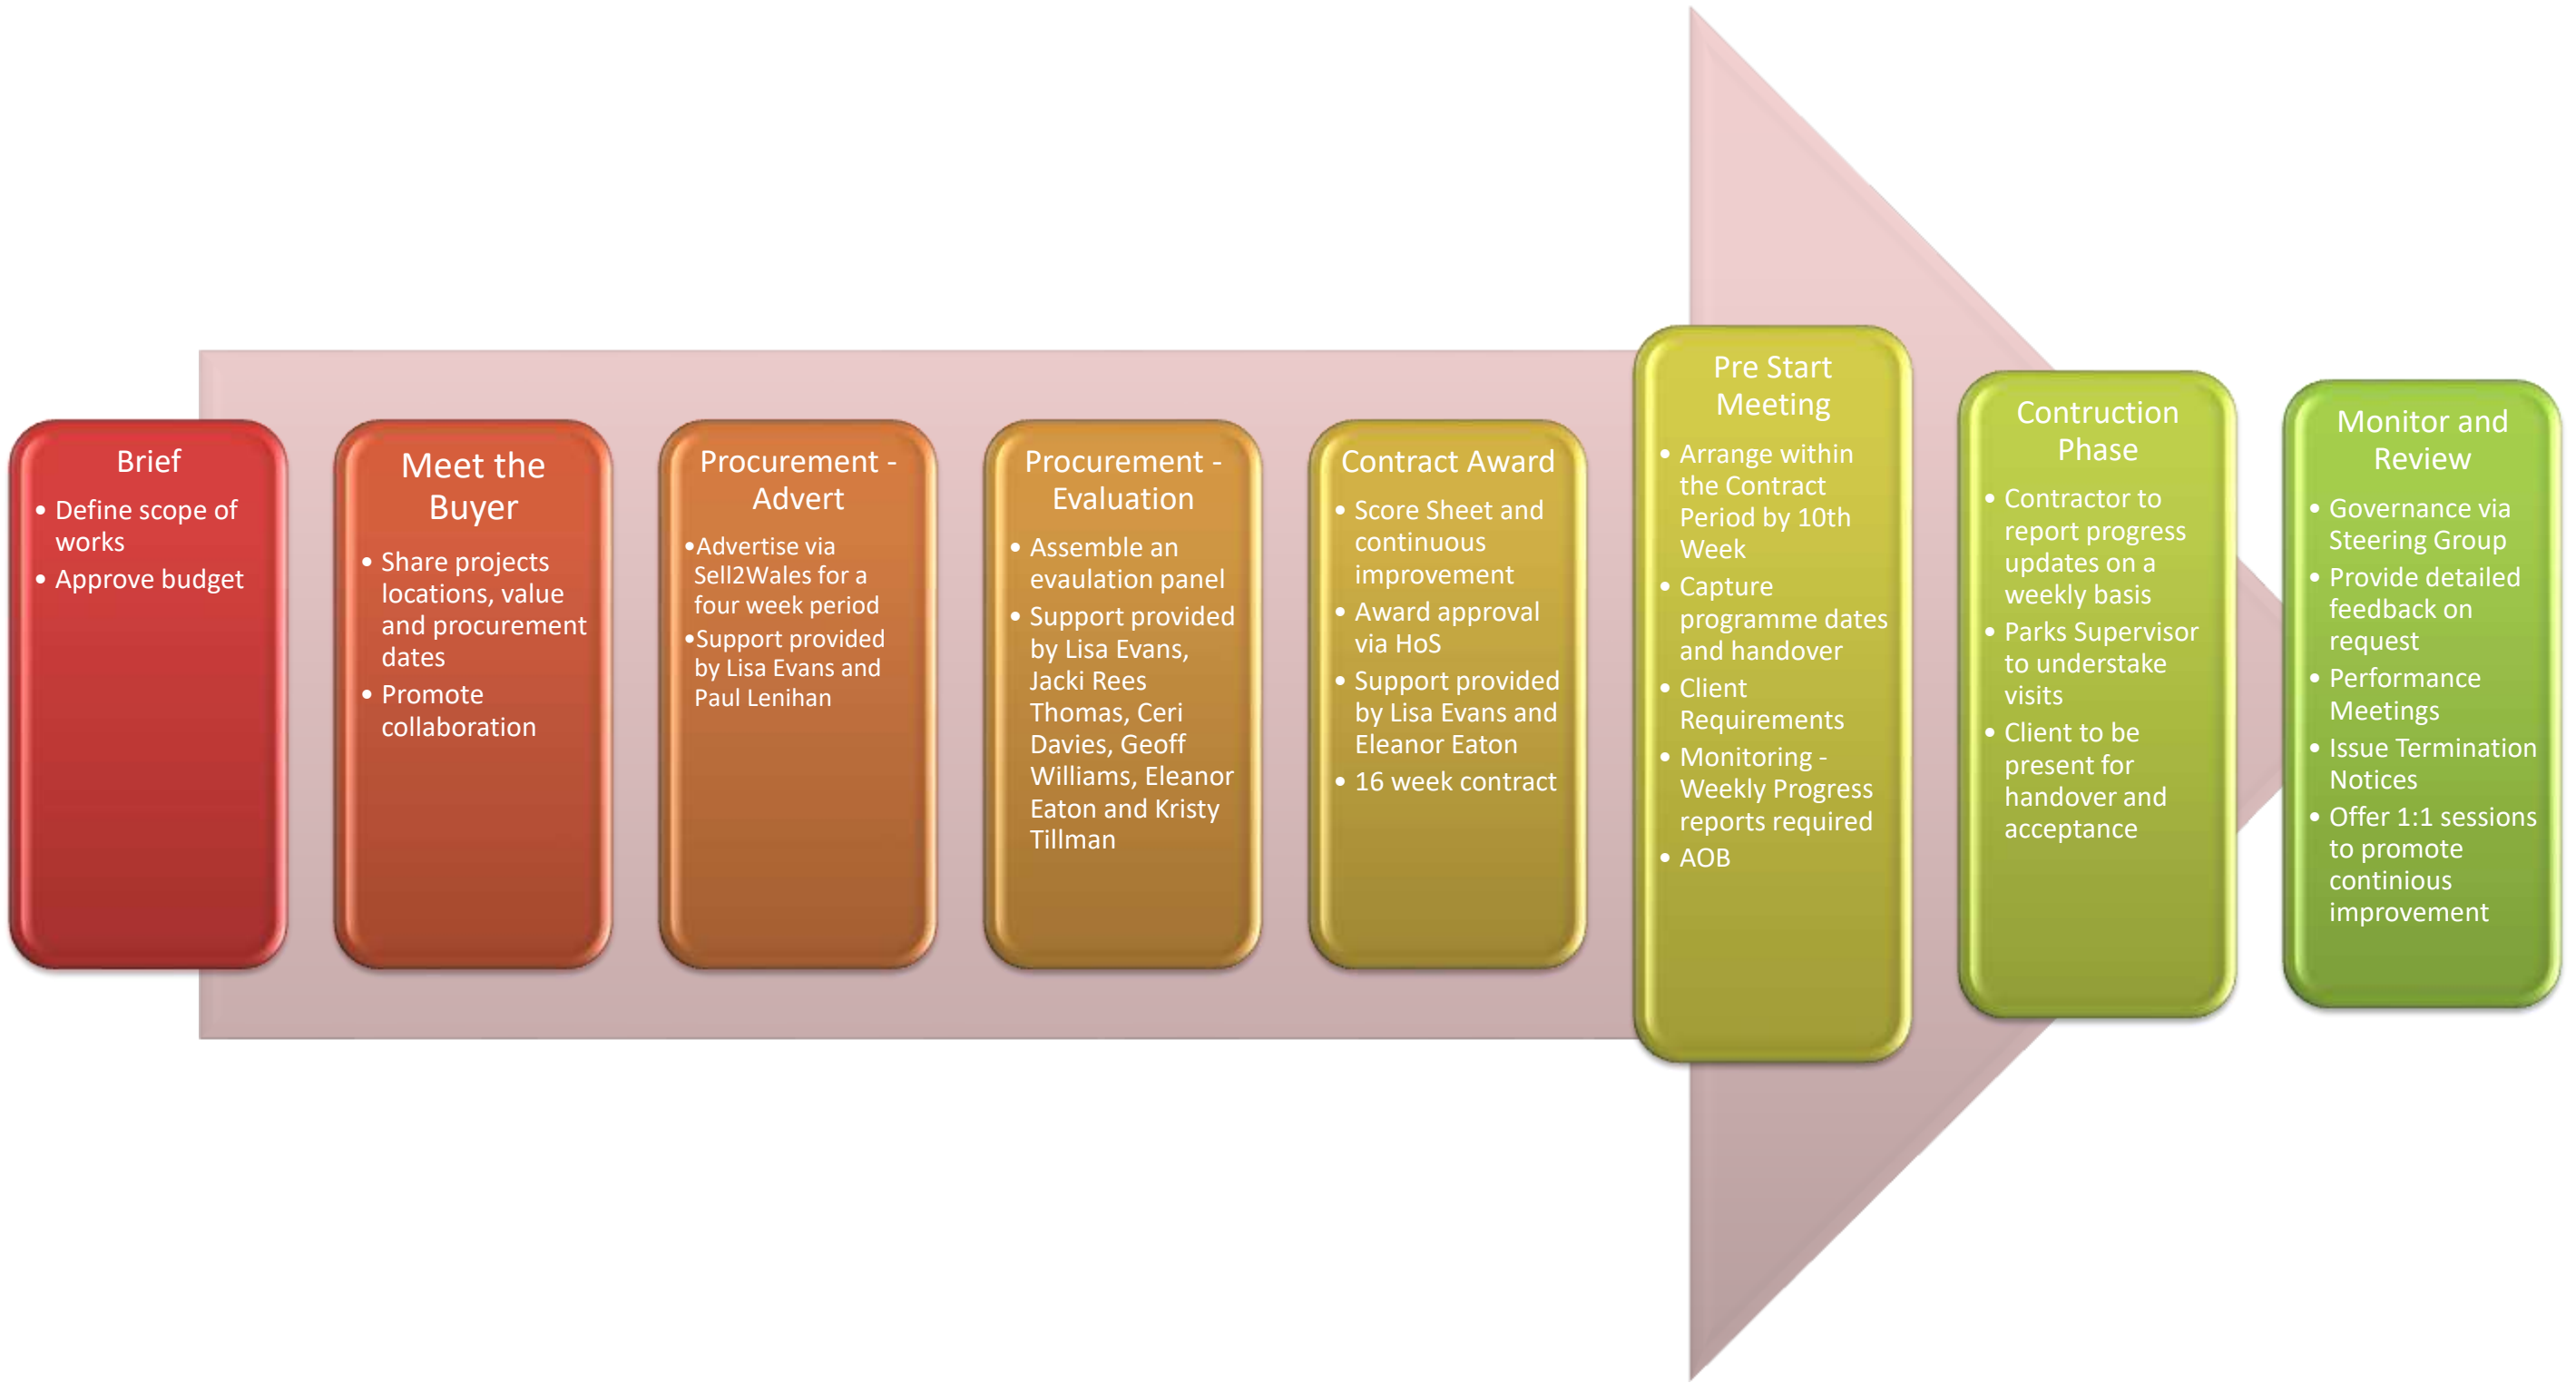 Brief
• Define scope of
works
• Approve budget
Meet the
Buyer
• Share projects
locations, value
and procurement
dates
• Promote
collaboration
Procurement -
Advert
•Advertise via
Sell2Wales for a
four week period
•Support provided
by Lisa Evans and
Paul Lenihan
Procurement -
Evaluation
• Assemble an
evaulation panel
• Support provided
by Lisa Evans,
Jacki Rees
Thomas, Ceri
Davies, Geoff
Williams, Eleanor
Eaton and Kristy
Tillman
Contract Award
• Score Sheet and
continuous
improvement
• Award approval
via HoS
• Support provided
by Lisa Evans and
Eleanor Eaton
• 16 week contract
Pre Start
Meeting
• Arrange within
the Contract
Period by 10th
Week
• Capture
programme dates
and handover
• Client
Requirements
• Monitoring -
Weekly Progress
reports required
• AOB
Contruction
Phase
• Contractor to
report progress
updates on a
weekly basis
• Parks Supervisor
to understake
visits
• Client to be
present for
handover and
acceptance
Monitor and
Review
• Governance via
Steering Group
• Provide detailed
feedback on
request
• Performance
Meetings
• Issue Termination
Notices
• Offer 1:1 sessions
to promote
continious
improvement